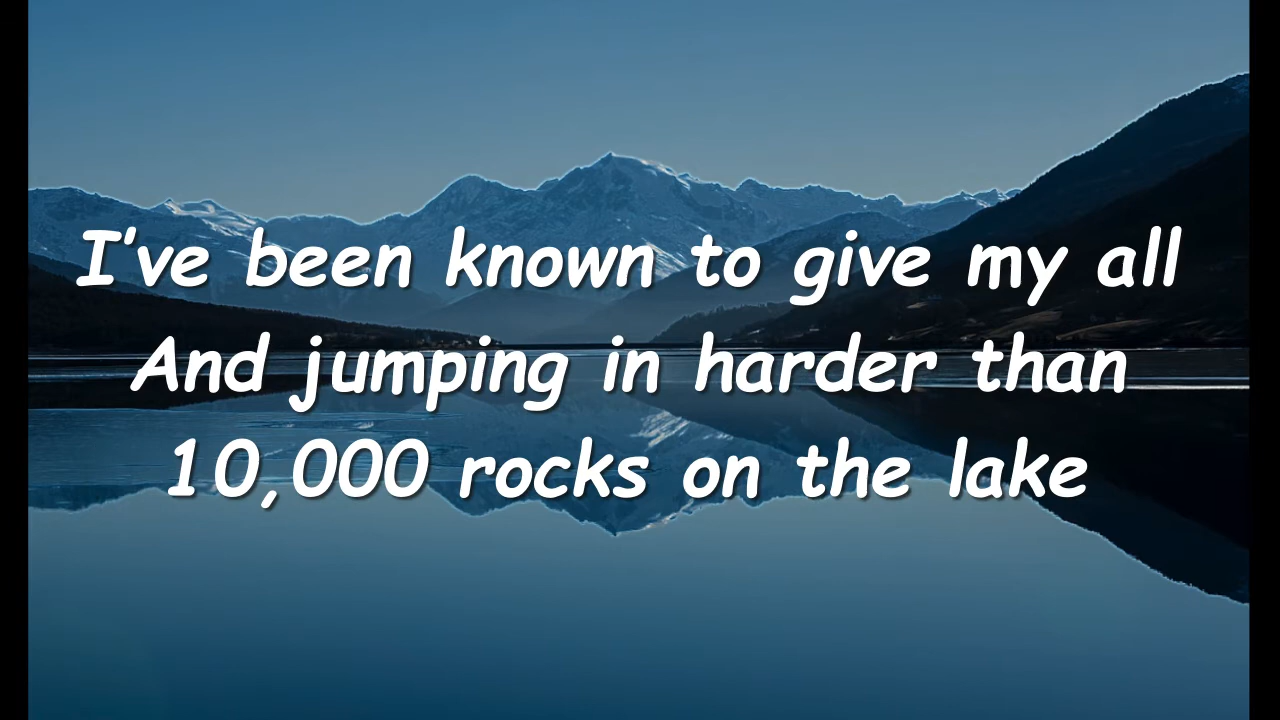 I've been known to give my all
And jumping in harder than
10,000 rocks on the lake